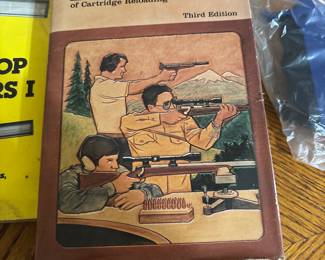 of Cartridge Reloading
Third Edition
OP
RS I
s,